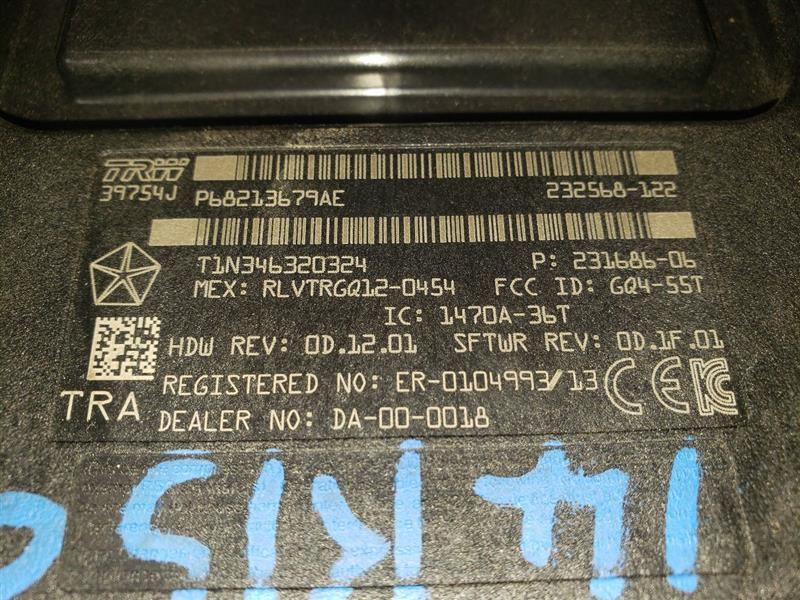 TRW
39754J P68213679AE 232568-122
T1N346320324 P: 231686-06
MEX: RLVTRGQ12-0454 FCC ID: GQ4-55T
IC: 1470A-36T
HDW REV: 0D.12.01 SFTWR REV: 0D.1F.01
REGISTERED NO: ER-0104993/13 CE KC
TRA DEALER NO: DA-00-0018